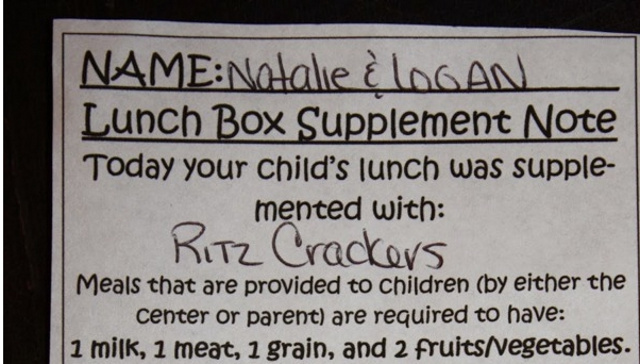 NAME: Natalie & LOGAN
Lunch Box Supplement Note
Today your child's lunch was supple-
mented with:
RITZ Crackers
Meals that are provided to children (by either the
center or parent) are required to have:
1 milk, 1 meat, 1 grain, and 2 fruits/vegetables.